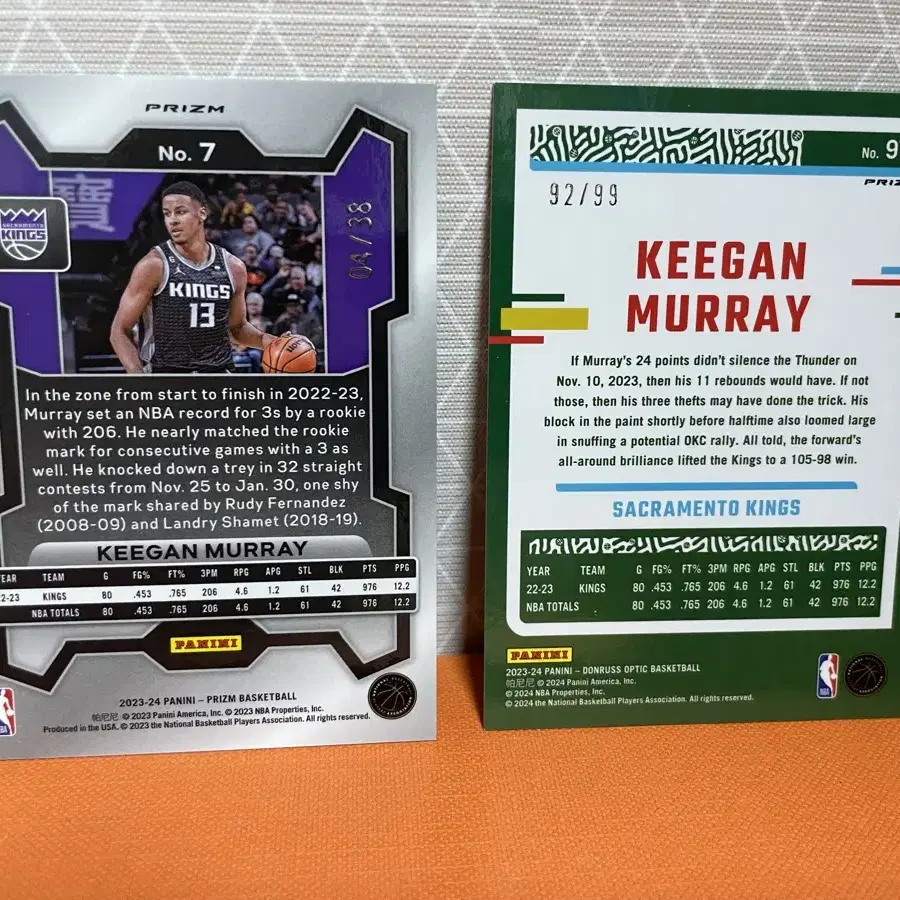 PRIZM
No. 7
寶
SACRAMENTO
KINGS
04/38
KINGS
13
In the zone from start to finish in 2022-23,
Murray set an NBA record for 3s by a rookie
with 206. He nearly matched the rookie
mark for consecutive games with a 3 as
well. He knocked down a trey in 32 straight
contests from Nov. 25 to Jan. 30, one shy
of the mark shared by Rudy Fernandez
(2008-09) and Landry Shamet (2018-19).
KEEGAN MURRAY
YEAR TEAM G FG% FT% 3PM RPG APG STL BLK PTS PPG
22-23 KINGS 80 .453 .765 206 4.6 1.2 61 42 976 12.2
NBA TOTALS 80 .453 .765 206 4.6 1.2 61 42 976 12.2
PANINI
2023-24 PANINI – PRIZM BASKETBALL
帕尼尼 © 2023 Panini America, Inc. © 2023 NBA Properties, Inc.
Produced in the USA. © 2023 the National Basketball Players Association. All rights reserved.
No. 9
PRIZ
92/99
KEEGAN
MURRAY
If Murray's 24 points didn't silence the Thunder on
Nov. 10, 2023, then his 11 rebounds would have. If not
those, then his three thefts may have done the trick. His
block in the paint shortly before halftime also loomed large
in snuffing a potential OKC rally. All told, the forward's
all-around brilliance lifted the Kings to a 105-98 win.
SACRAMENTO KINGS
YEAR TEAM G FG% FT% 3PM RPG APG STL BLK PTS PPG
22-23 KINGS 80 .453 .765 206 4.6 1.2 61 42 976 12.2
NBA TOTALS 80 .453 .765 206 4.6 1.2 61 42 976 12.2
PANINI
2023-24 PANINI – DONRUSS OPTIC BASKETBALL
帕尼尼 © 2024 Panini America, Inc.
© 2024 NBA Properties, Inc.
© 2024 the National Basketball Players Association. All rights reserved.
NBA